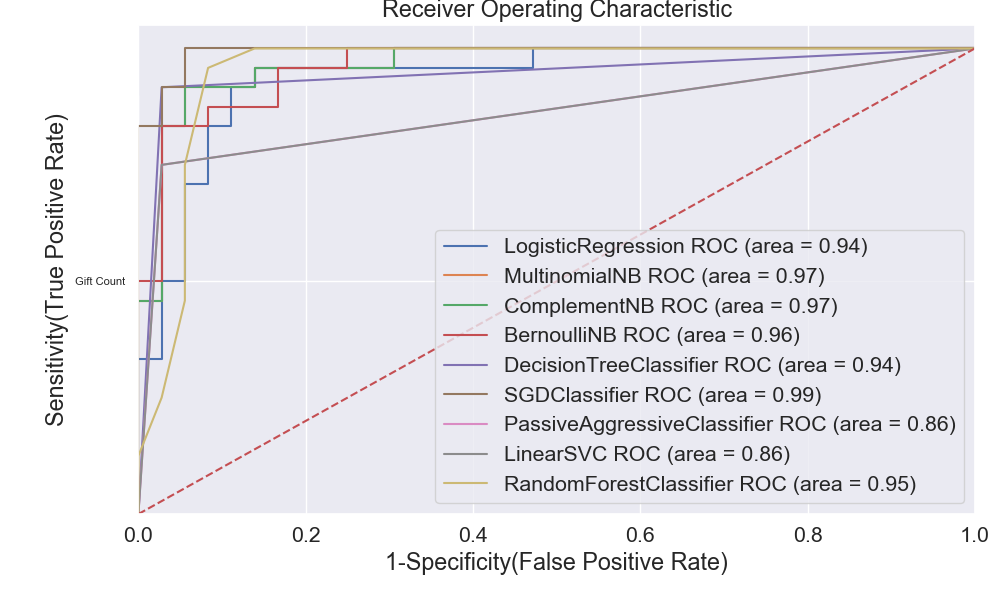 Receiver Operating Characteristic
Sensitivity(True Positive Rate)
Gift Count
LogisticRegression ROC (area = 0.94)
MultinomialNB ROC (area = 0.97)
ComplementNB ROC (area = 0.97)
BernoulliNB ROC (area = 0.96)
DecisionTreeClassifier ROC (area = 0.94)
SGDClassifier ROC (area = 0.99)
PassiveAggressiveClassifier ROC (area = 0.86)
LinearSVC ROC (area = 0.86)
RandomForestClassifier ROC (area = 0.95)
0.0 0.2 0.4 0.6 0.8 1.0
1-Specificity(False Positive Rate)